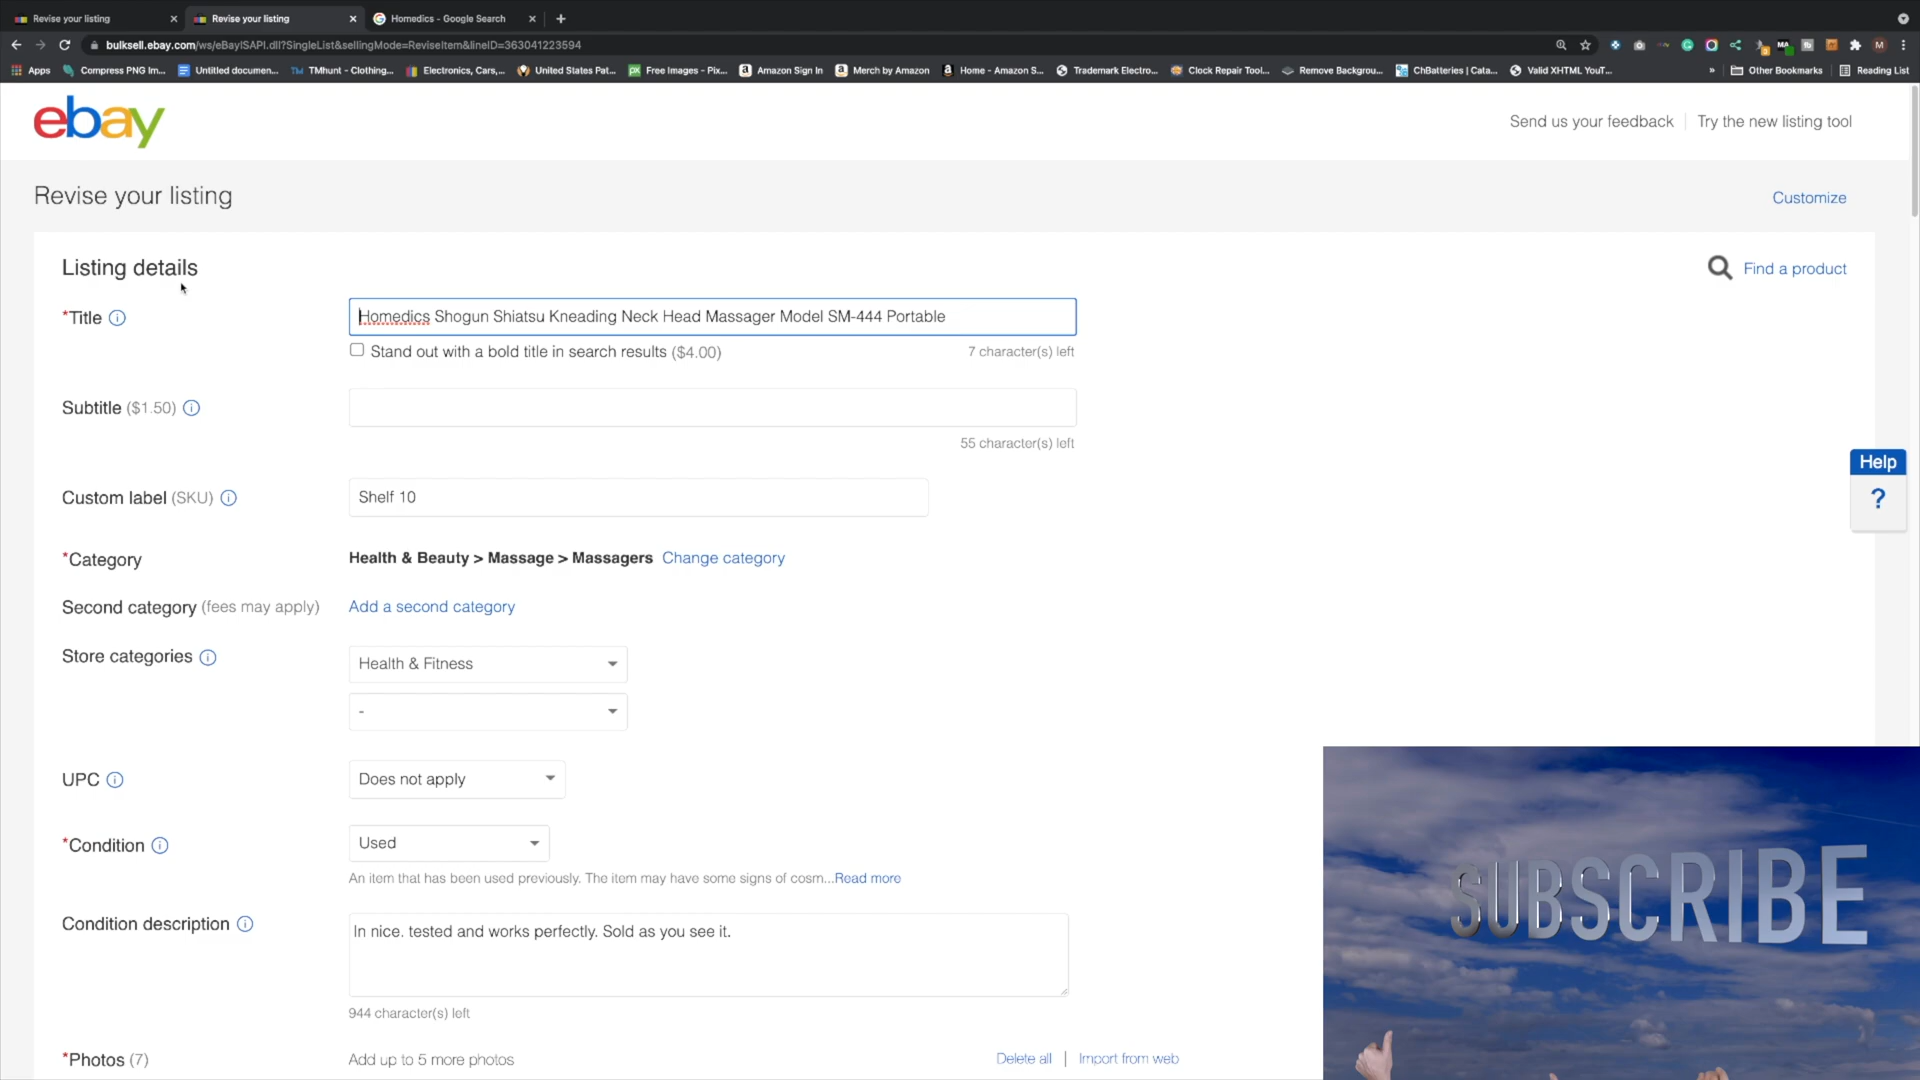 Revise your listing
Revise your listing
Homedics - Google Search
bulksell.ebay.com/ws/eBayISAPI.dll?SingleList&sellingMode=ReviseItem&lineID=363041223594
Apps
Compress PNG Im...
Untitled documen...
TMhunt - Clothing...
Electronics, Cars,...
United States Pat...
Free Images - Pix...
Amazon Sign In
Merch by Amazon
Home - Amazon S...
Trademark Electro...
Clock Repair Tool...
Remove Backgrou...
ChBatteries | Cata...
Valid XHTML YouT...
»
Other Bookmarks
Reading List
ebay
Send us your feedback
Try the new listing tool
Revise your listing
Customize
Listing details
Find a product
*Title
Homedics Shogun Shiatsu Kneading Neck Head Massager Model SM-444 Portable
Stand out with a bold title in search results ($4.00)
7 character(s) left
Subtitle ($1.50)
55 character(s) left
Help
?
Custom label (SKU)
Shelf 10
*Category
Health & Beauty > Massage > Massagers Change category
Second category (fees may apply)
Add a second category
Store categories
Health & Fitness
-
UPC
Does not apply
*Condition
Used
An item that has been used previously. The item may have some signs of cosm...Read more
Condition description
In nice. tested and works perfectly. Sold as you see it.
944 character(s) left
SUBSCRIBE
*Photos (7)
Add up to 5 more photos
Delete all | Import from web